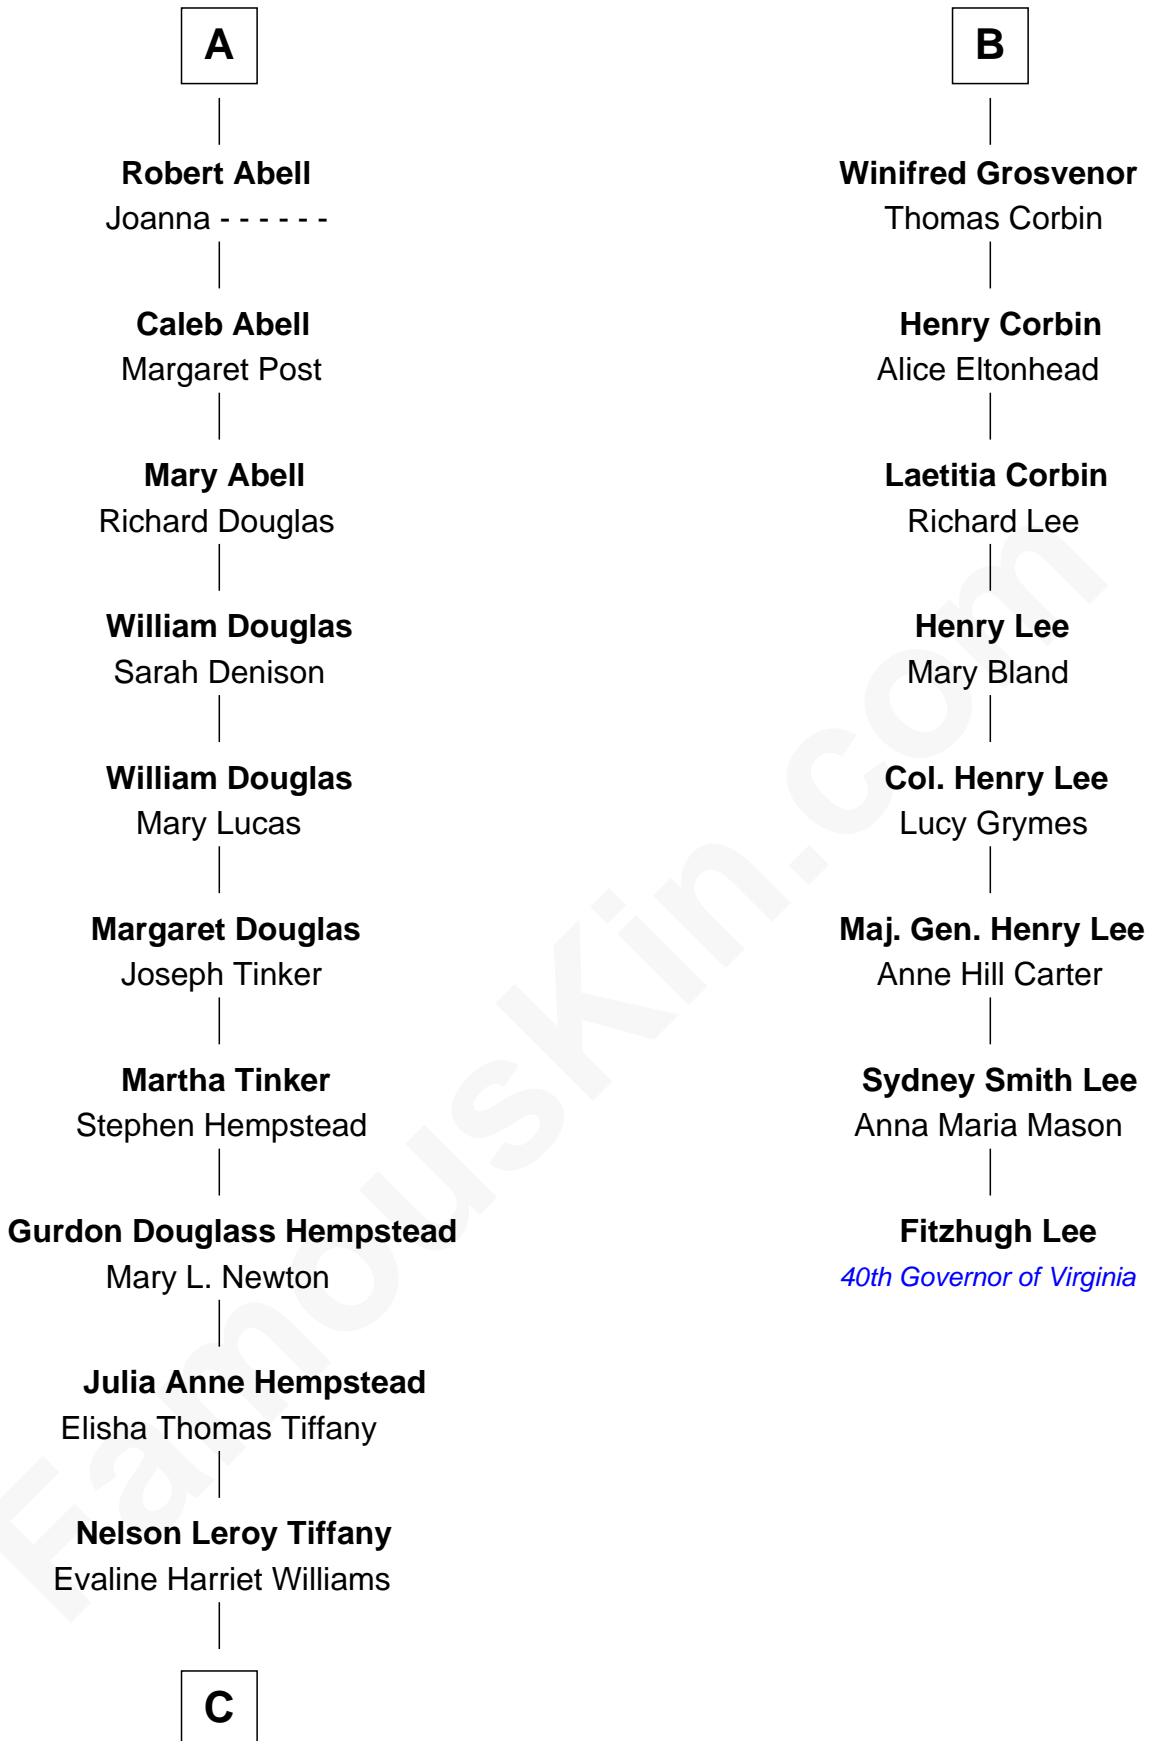 A
Robert Abell
Joanna - - - - - -
Caleb Abell
Margaret Post
Mary Abell
Richard Douglas
William Douglas
Sarah Denison
William Douglas
Mary Lucas
Margaret Douglas
Joseph Tinker
Martha Tinker
Stephen Hempstead
Gurdon Douglass Hempstead
Mary L. Newton
Julia Anne Hempstead
Elisha Thomas Tiffany
Nelson Leroy Tiffany
Evaline Harriet Williams
C
B
Winifred Grosvenor
Thomas Corbin
Henry Corbin
Alice Eltonhead
Laetitia Corbin
Richard Lee
Henry Lee
Mary Bland
Col. Henry Lee
Lucy Grymes
Maj. Gen. Henry Lee
Anne Hill Carter
Sydney Smith Lee
Anna Maria Mason
Fitzhugh Lee
40th Governor of Virginia
FamousKin.com